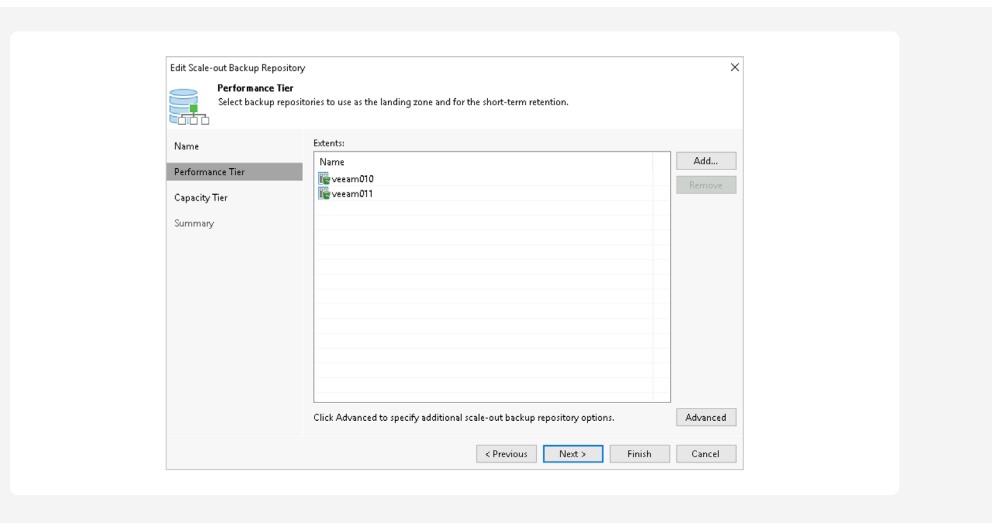 Edit Scale-out Backup Repository
Performance Tier
Select backup repositories to use as the landing zone and for the short-term retention.
Name
Performance Tier
Capacity Tier
Summary
Extents:
Name
veeam010
veeam011
Add...
Remove
Click Advanced to specify additional scale-out backup repository options.
Advanced
< Previous
Next >
Finish
Cancel